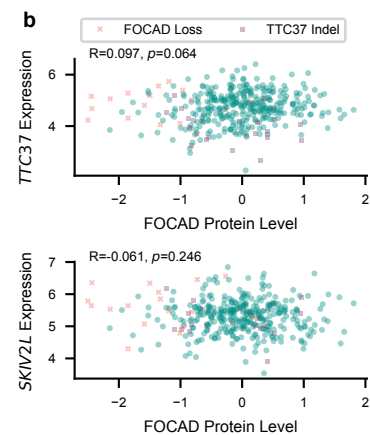 b
FOCAD Loss TTC37 Indel
R=0.097, p=0.064
TTC37 Expression
6
4
−2 −1 0 1 2
FOCAD Protein Level
R=-0.061, p=0.246
SKIV2L Expression
7
6
5
4
−2 −1 0 1 2
FOCAD Protein Level